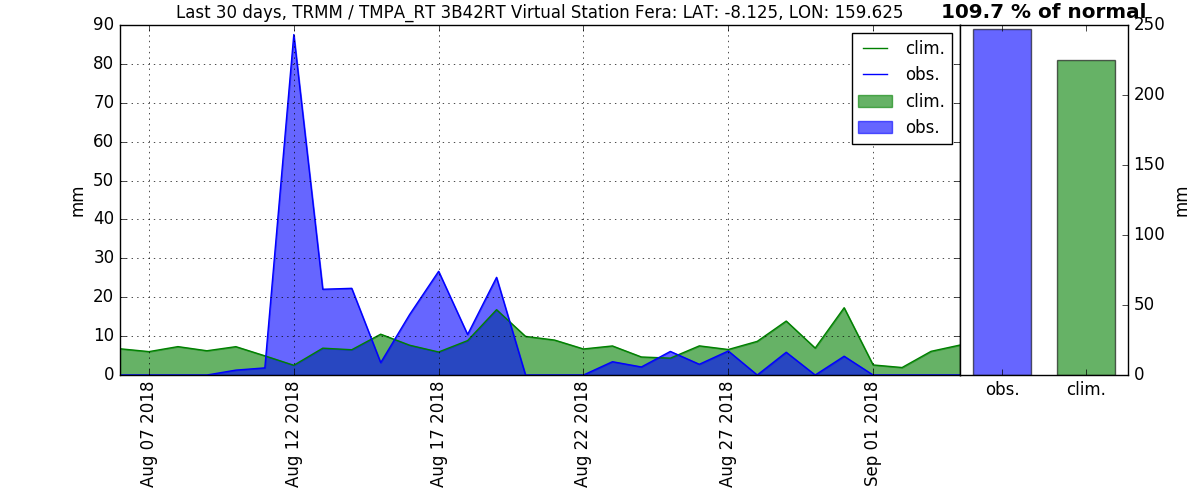 Last 30 days, TRMM / TMPA_RT 3B42RT Virtual Station Fera: LAT: -8.125, LON: 159.625
109.7 % of normal
90
80
70
60
50
40
30
20
10
0
mm
clim.
obs.
clim.
obs.
Aug 07 2018
Aug 12 2018
Aug 17 2018
Aug 22 2018
Aug 27 2018
Sep 01 2018
250
200
150
100
50
0
mm
obs.
clim.